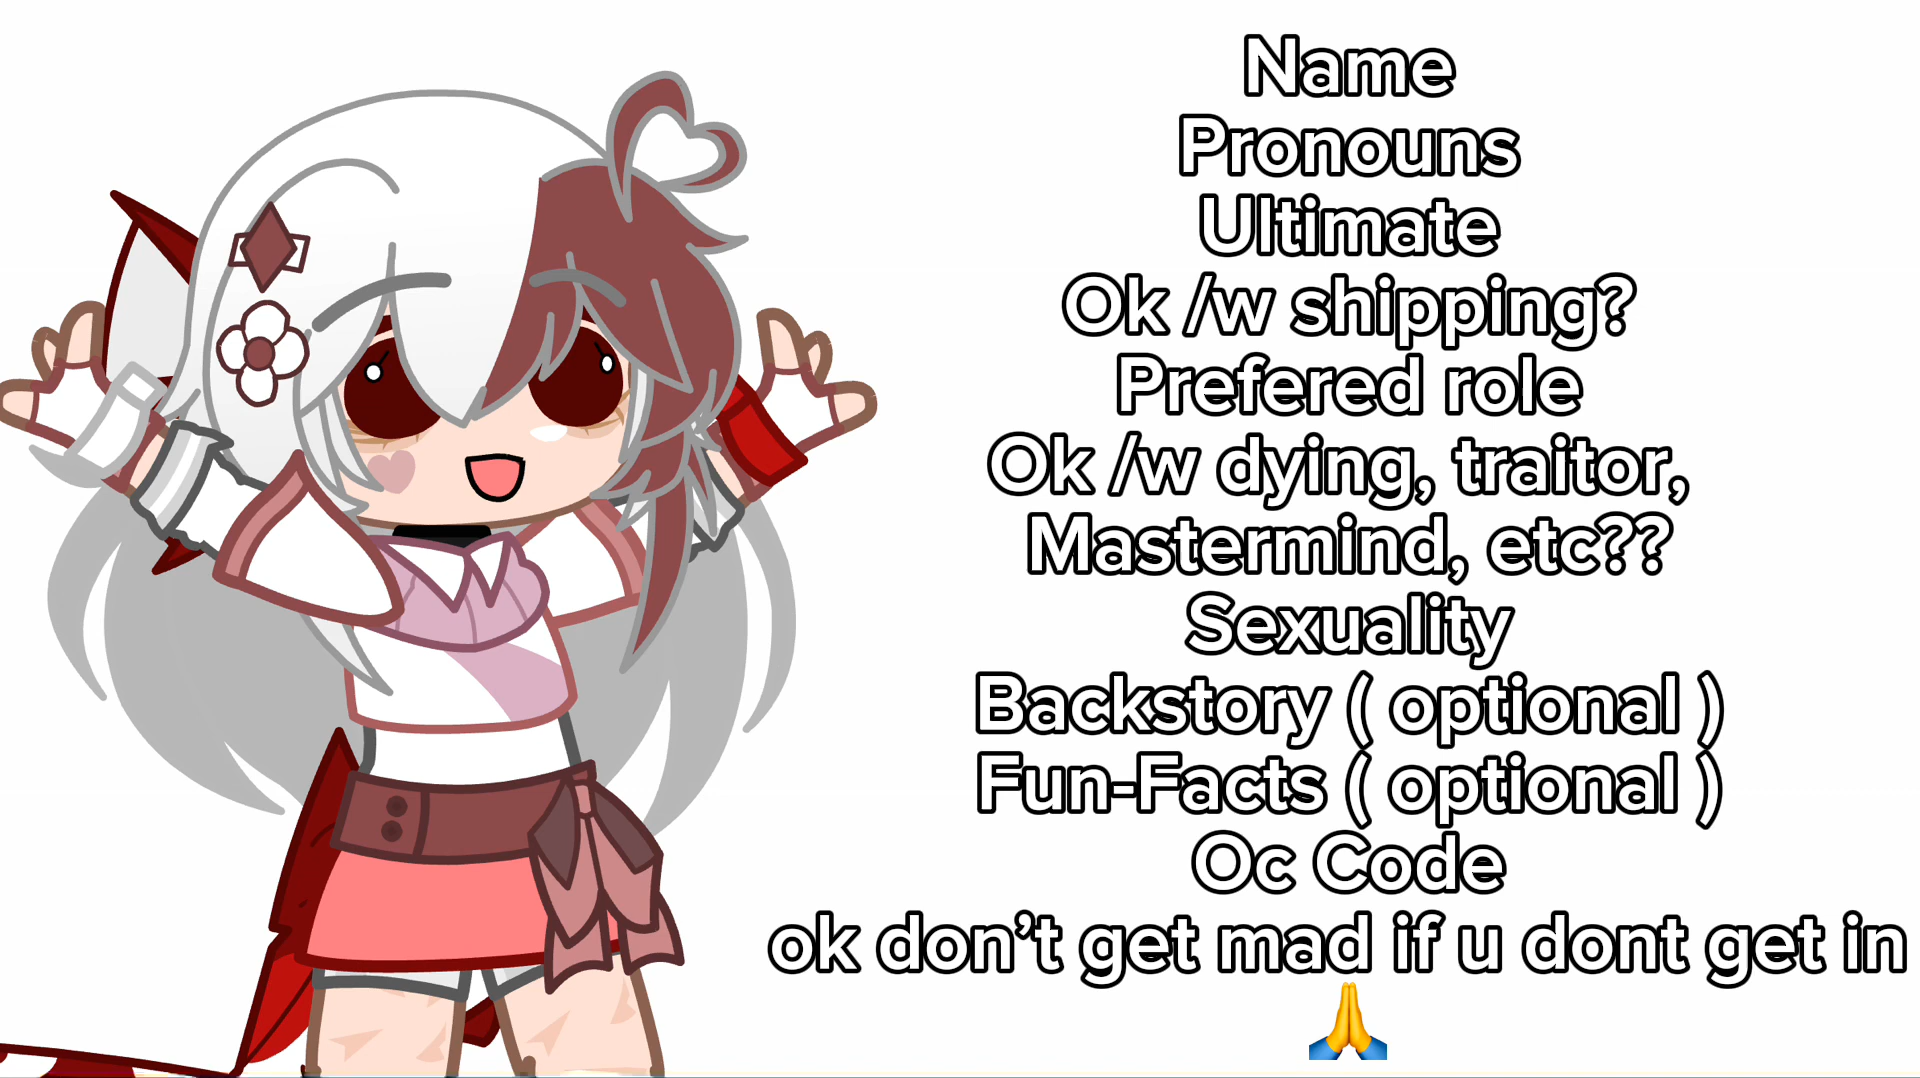 Name
Pronouns
Ultimate
Ok /w shipping?
Prefered role
Ok /w dying, traitor,
Mastermind, etc??
Sexuality
Backstory ( optional )
Fun-Facts ( optional )
Oc Code
ok don’t get mad if u dont get in
🙏